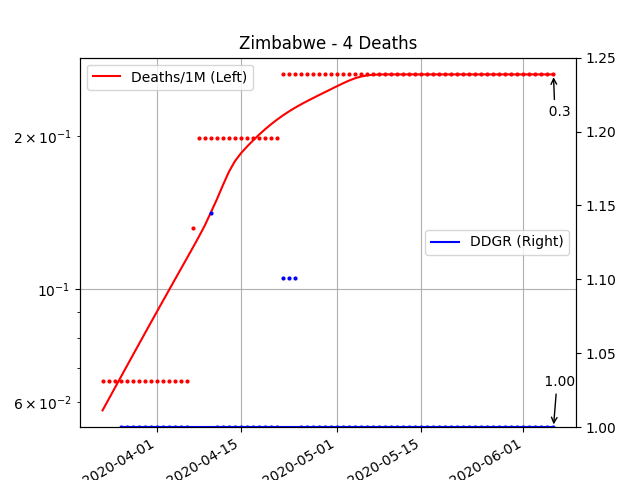 Zimbabwe - 4 Deaths
Deaths/1M (Left)
DDGR (Right)
2 × 10⁻¹
10⁻¹
6 × 10⁻²
1.25
1.20
1.15
1.10
1.05
1.00
0.3
1.00
2020-04-01
2020-04-15
2020-05-01
2020-05-15
2020-06-01